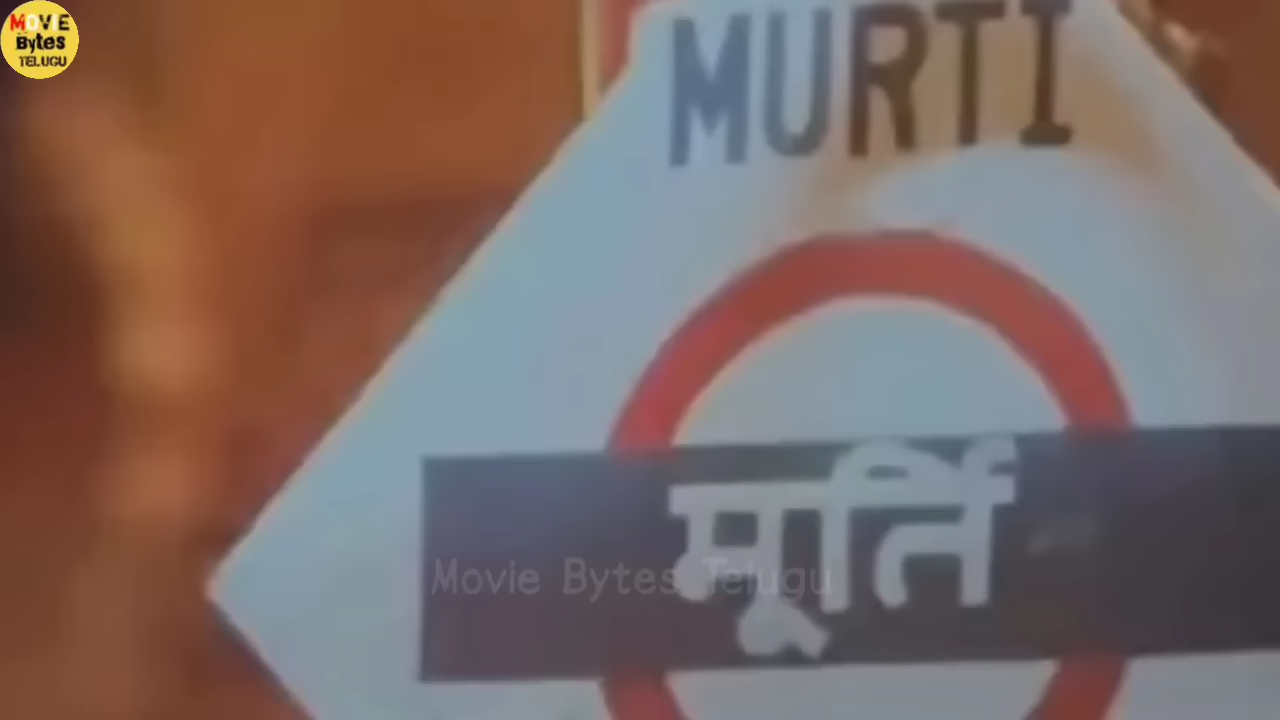 MOVIE
Bytes
TELUGU
MURTI
मूर्ति
Movie Bytes Telugu